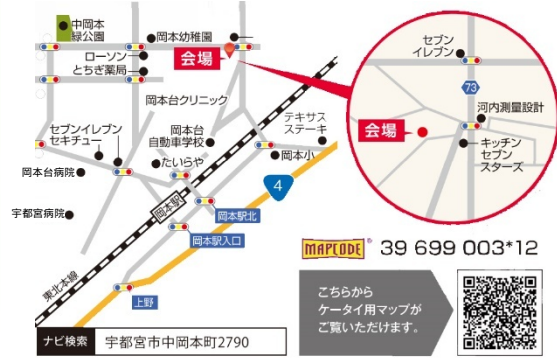 中岡本
緑公園
岡本幼稚園
ローソン
とちぎ薬局
会場
岡本台クリニック
セブンイレブン
セキチュー
岡本台
自動車学校
テキサス
ステーキ
たいらや
岡本小
岡本台病院
宇都宮病院
岡本駅
岡本駅北
岡本駅入口
4
東北本線
上野
セブン
イレブン
73
河内測量設計
会場
キッチン
セブン
スターズ
MAPCODE® 39 699 003*12
こちらから
ケータイ用マップが
ご覧いただけます。
ナビ検索 宇都宮市中岡本町2790